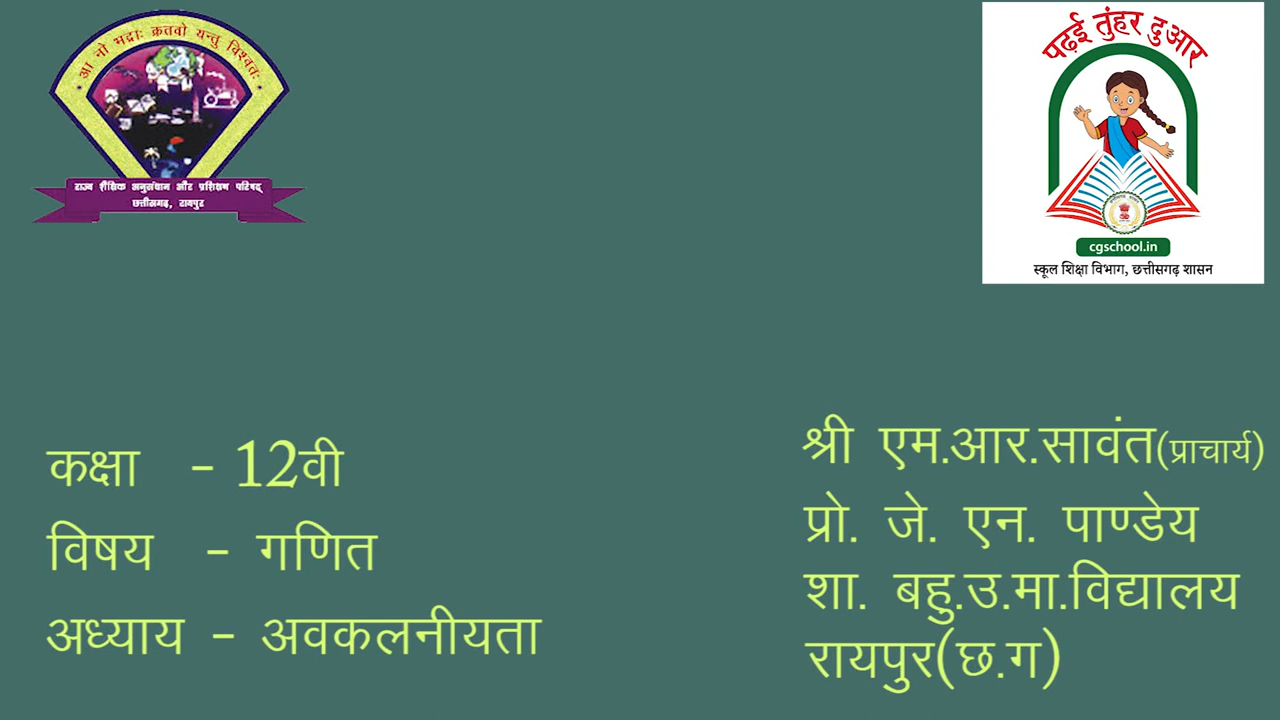 आ नो भद्राः क्रतवो यन्तु विश्वतः
राज्य शैक्षिक अनुसंधान और प्रशिक्षण परिषद्
छत्तीसगढ़, रायपुर
पढ़ई तुंहर दुआर
cgschool.in
स्कूल शिक्षा विभाग, छत्तीसगढ़ शासन
कक्षा - 12वी
विषय - गणित
अध्याय - अवकलनीयता
श्री एम.आर.सावंत(प्राचार्य)
प्रो. जे. एन. पाण्डेय
शा. बहु.उ.मा.विद्यालय
रायपुर(छ.ग)